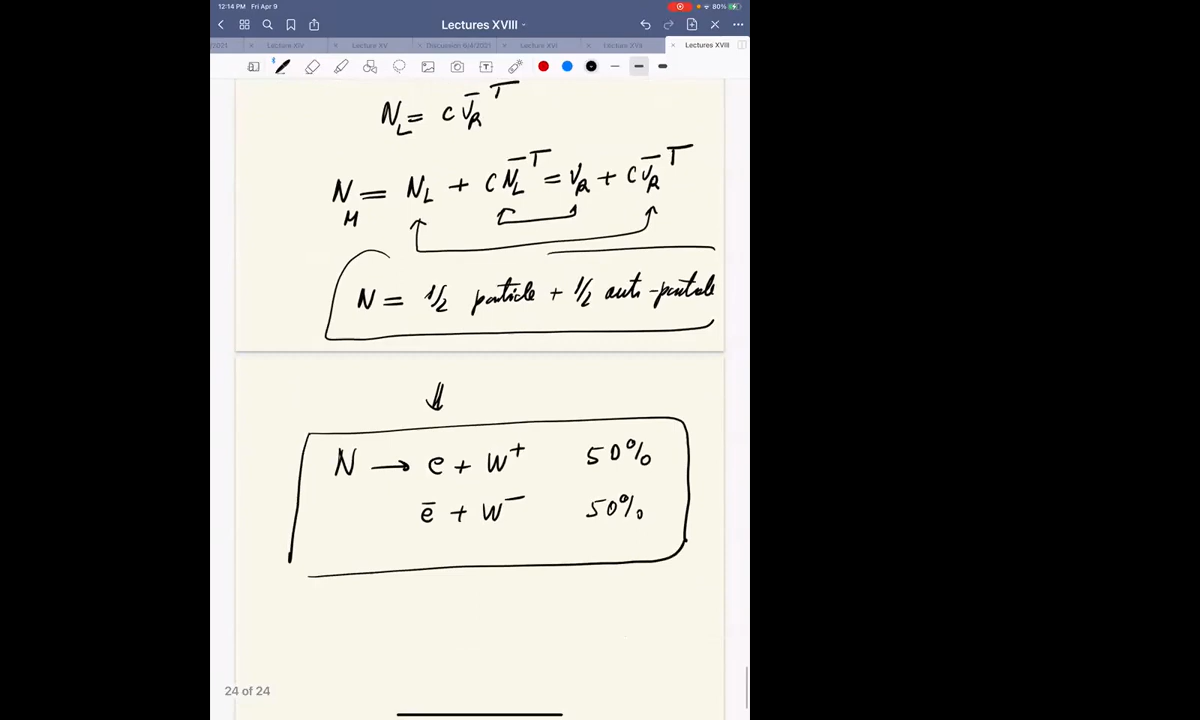 12:14 PM Fri Apr 9 80%
Lectures XVIII
/2021 Lecture XIV Lecture XV Discussion 6/4/2021 Lecture XVI Lecture XVII Lectures XVIII
N_L = C ν̄_R^T
N_M = N_L + C N̄_L^T = ν_R + C ν̄_R^T
N = 1/2 particle + 1/2 anti-particle
⇓
N → e + W⁺ 50%
ē + W⁻ 50%
24 of 24